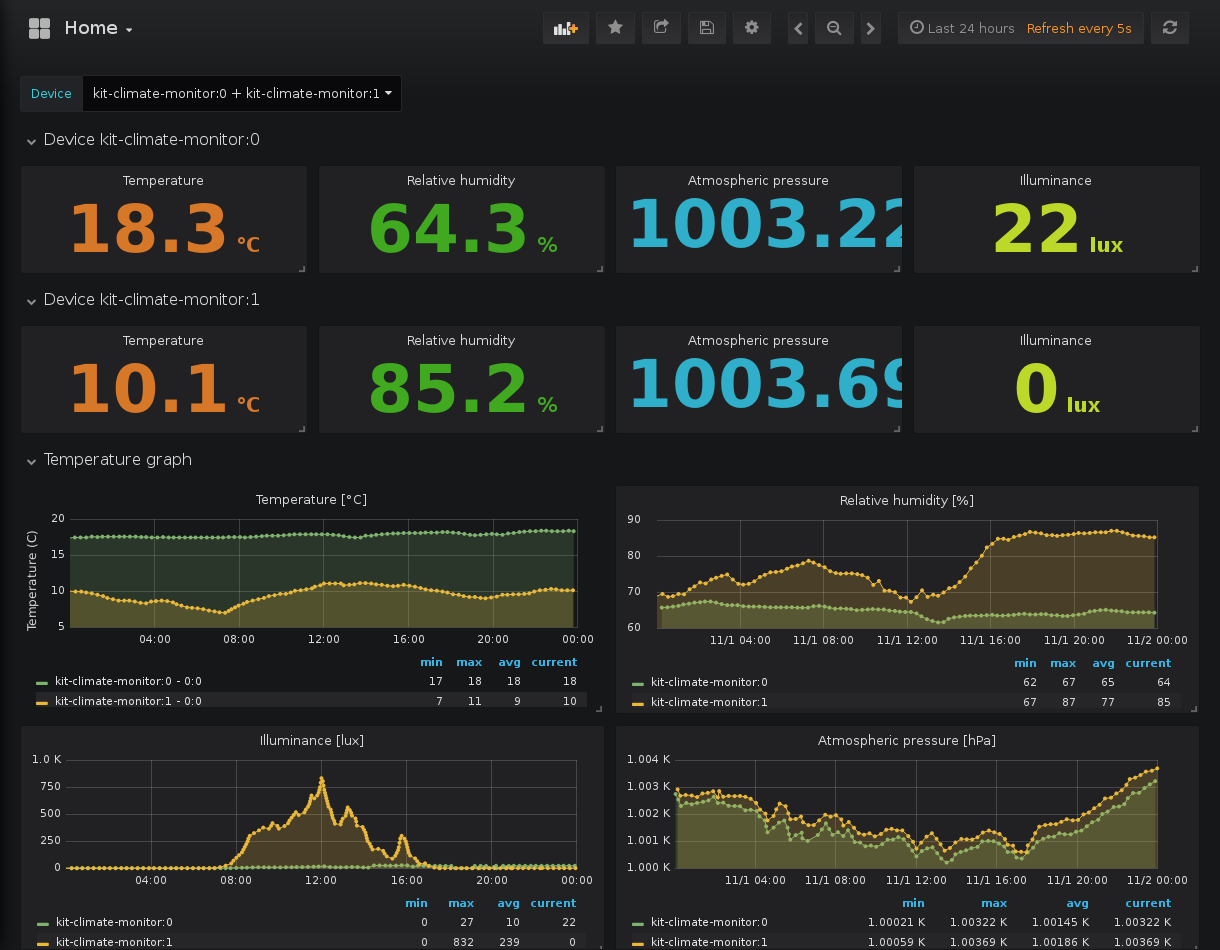 Home
Last 24 hours Refresh every 5s
Device kit-climate-monitor:0 + kit-climate-monitor:1
Device kit-climate-monitor:0
Temperature Relative humidity Atmospheric pressure Illuminance
18.3 °C 64.3 % 1003.22 22 lux
Device kit-climate-monitor:1
Temperature Relative humidity Atmospheric pressure Illuminance
10.1 °C 85.2 % 1003.69 0 lux
Temperature graph
Temperature [°C]
Temperature (C)
20
15
10
5
04:00 08:00 12:00 16:00 20:00 00:00
min max avg current
kit-climate-monitor:0 - 0:0 17 18 18 18
kit-climate-monitor:1 - 0:0 7 11 9 10
Relative humidity [%]
90
80
70
60
11/1 04:00 11/1 08:00 11/1 12:00 11/1 16:00 11/1 20:00 11/2 00:00
min max avg current
kit-climate-monitor:0 62 67 65 64
kit-climate-monitor:1 67 87 77 85
Illuminance [lux]
1.0 K
750
500
250
0
04:00 08:00 12:00 16:00 20:00 00:00
min max avg current
kit-climate-monitor:0 0 27 10 22
kit-climate-monitor:1 0 832 239 0
Atmospheric pressure [hPa]
1.004 K
1.003 K
1.002 K
1.001 K
1.000 K
11/1 04:00 11/1 08:00 11/1 12:00 11/1 16:00 11/1 20:00 11/2 00:00
min max avg current
kit-climate-monitor:0 1.00021 K 1.00322 K 1.00145 K 1.00322 K
kit-climate-monitor:1 1.00059 K 1.00369 K 1.00186 K 1.00369 K